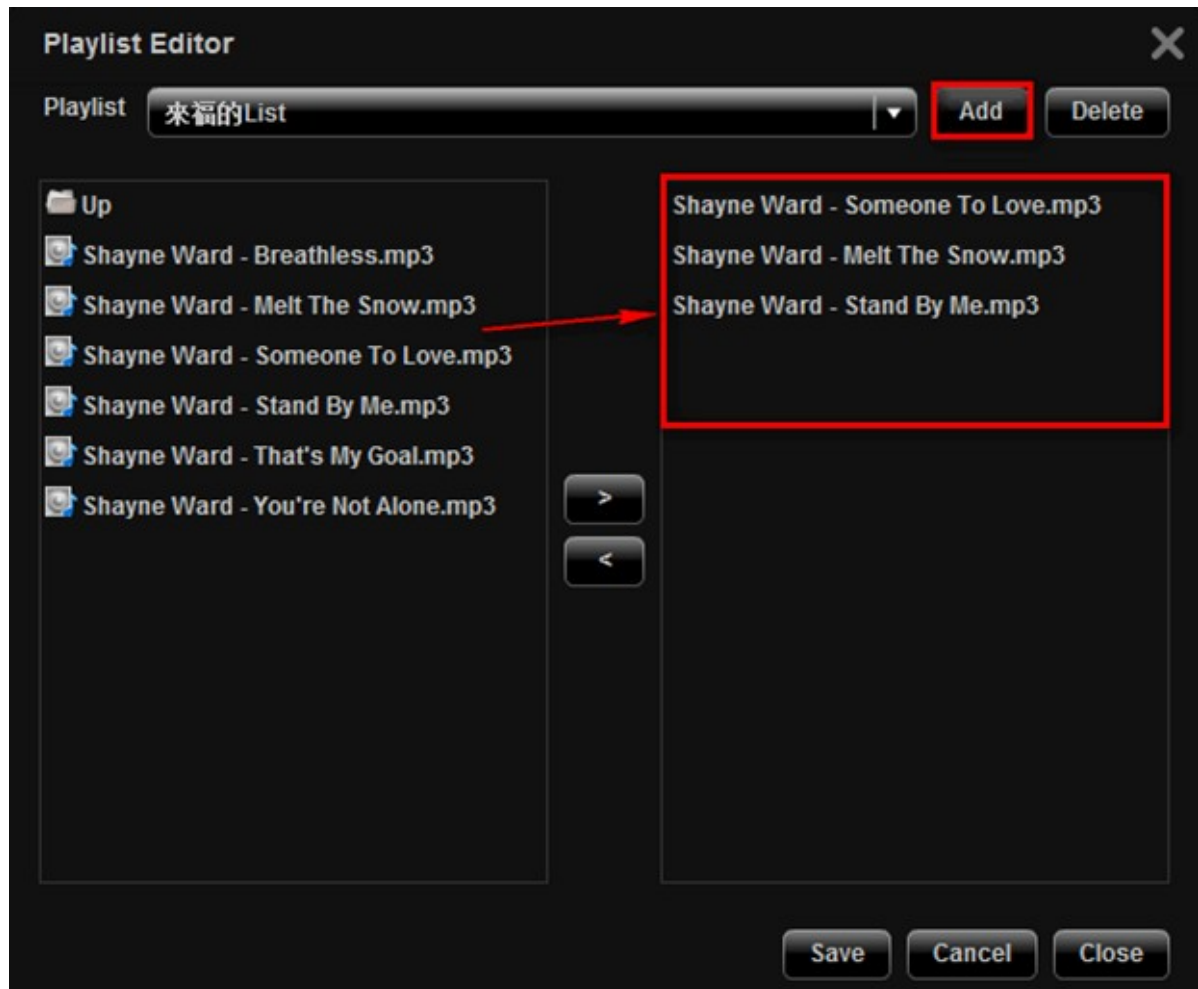 Playlist Editor
Playlist 來福的List Add Delete
Up
Shayne Ward - Breathless.mp3
Shayne Ward - Melt The Snow.mp3
Shayne Ward - Someone To Love.mp3
Shayne Ward - Stand By Me.mp3
Shayne Ward - That's My Goal.mp3
Shayne Ward - You're Not Alone.mp3
>
<
Shayne Ward - Someone To Love.mp3
Shayne Ward - Melt The Snow.mp3
Shayne Ward - Stand By Me.mp3
Save Cancel Close